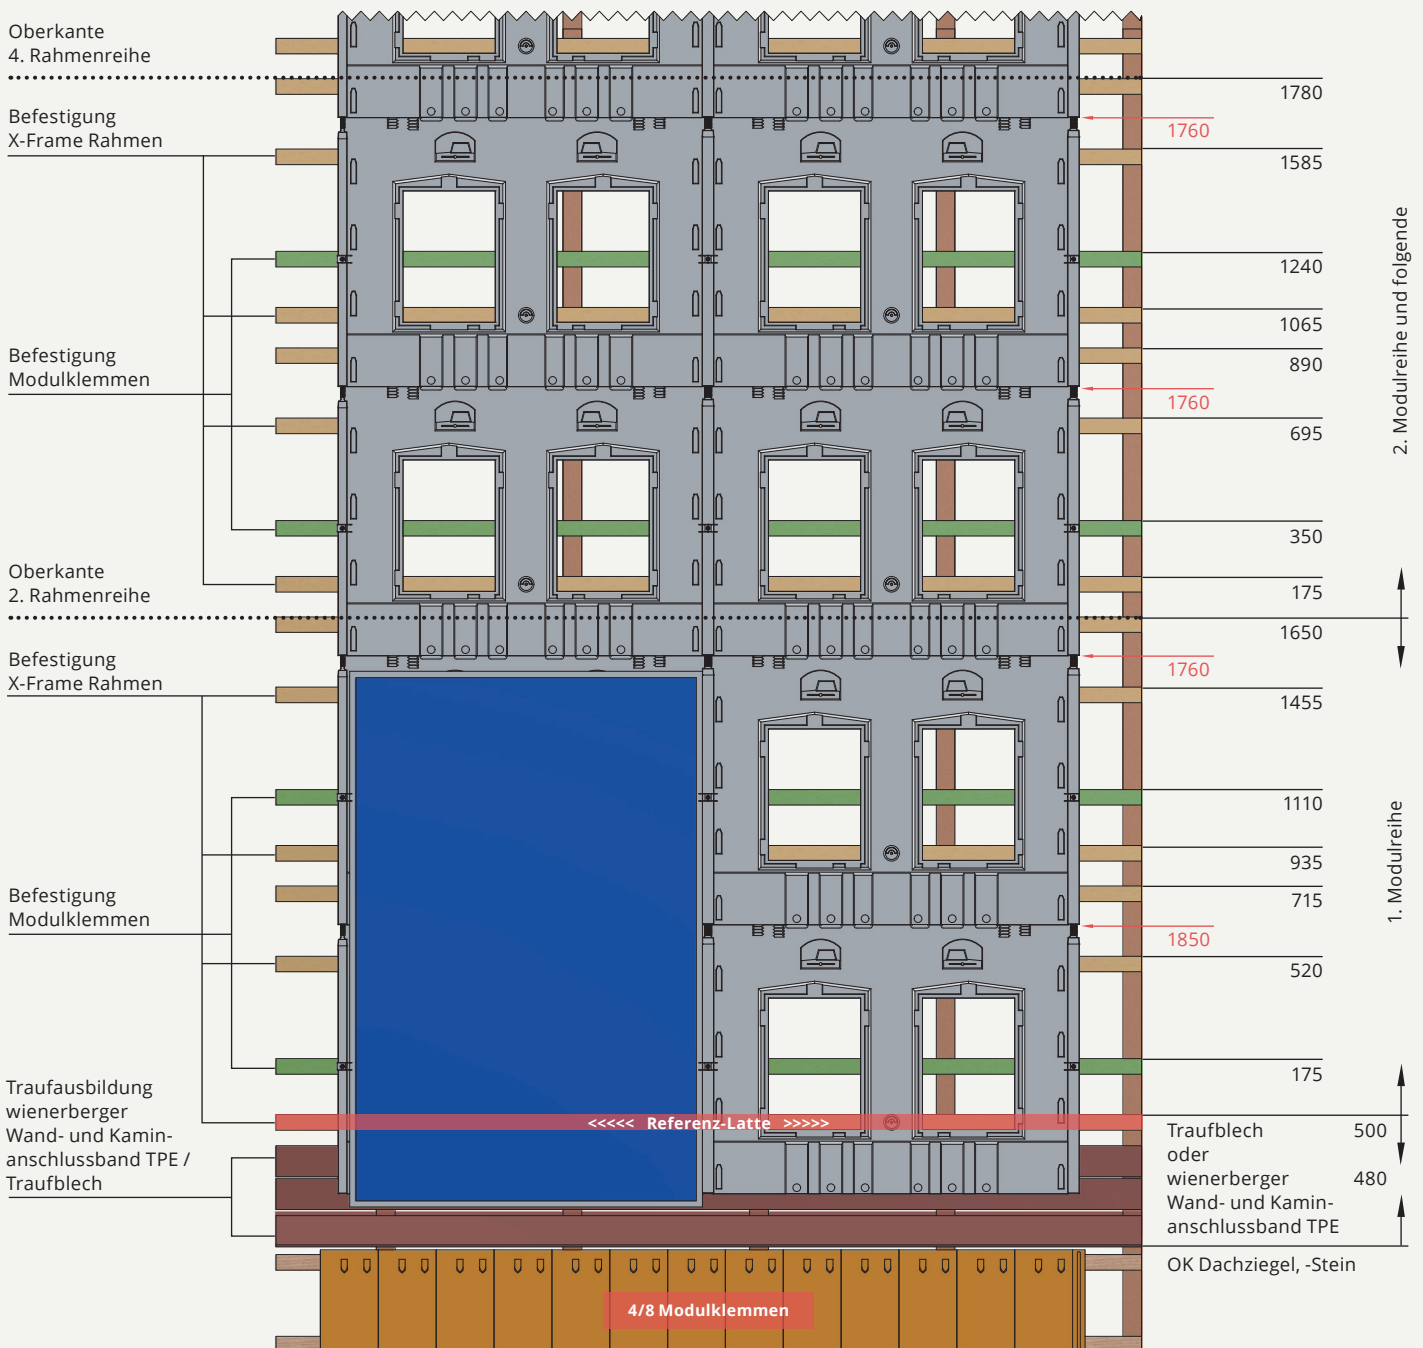 Oberkante
4. Rahmenreihe
Befestigung
X-Frame Rahmen
Befestigung
Modulklemmen
Oberkante
2. Rahmenreihe
Befestigung
X-Frame Rahmen
Befestigung
Modulklemmen
Traufausbildung
wienerberger
Wand- und Kamin-
anschlussband TPE /
Traufblech
1780
1760
1585
1240
1065
890
1760
695
350
175
1650
1760
1455
1110
935
715
1850
520
175
2. Modulreihe und folgende
1. Modulreihe
<<<<< Referenz-Latte >>>>>
Traufblech 500
oder
wienerberger 480
Wand- und Kamin-
anschlussband TPE
OK Dachziegel, -Stein
4/8 Modulklemmen